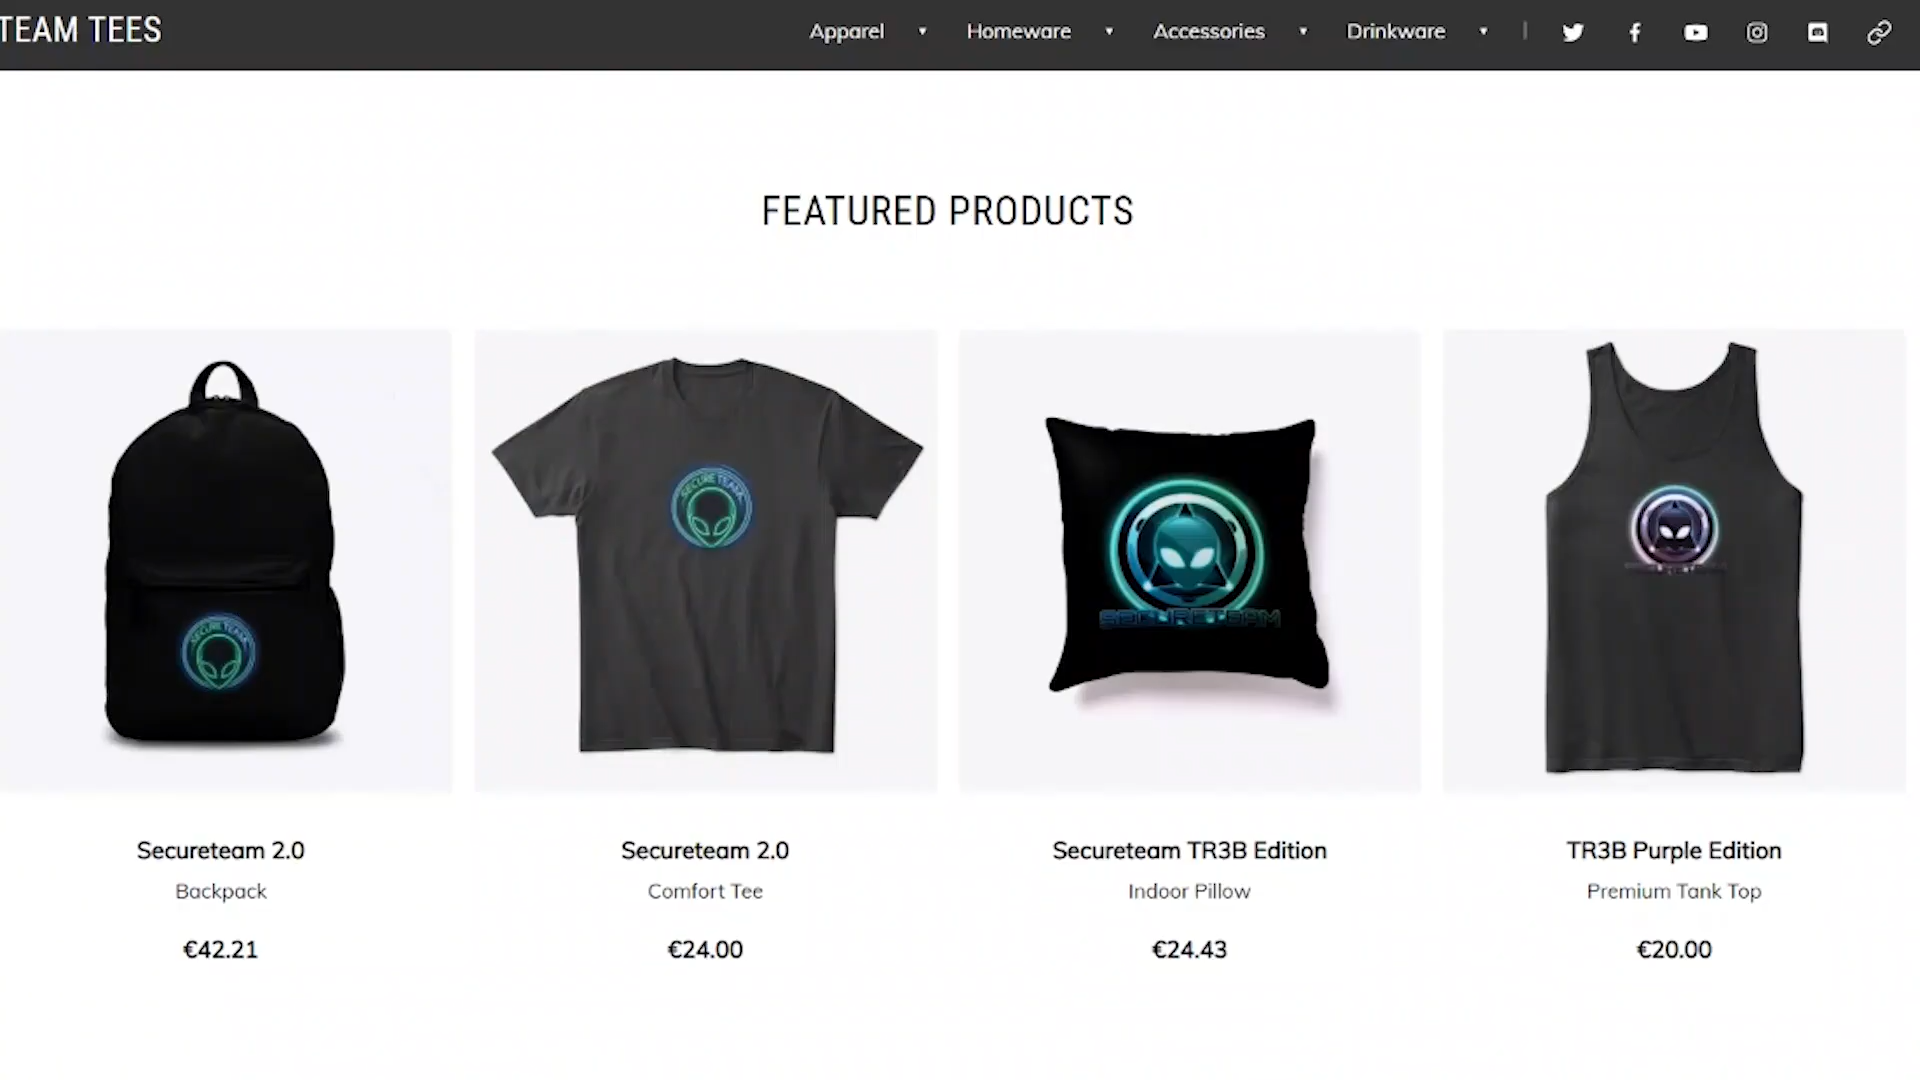 TEAM TEES
Apparel Homeware Accessories Drinkware
FEATURED PRODUCTS
SECURE TEAM
SECURE TEAM
SECURETEAM
Secureteam 2.0
Backpack
€42.21
Secureteam 2.0
Comfort Tee
€24.00
Secureteam TR3B Edition
Indoor Pillow
€24.43
TR3B Purple Edition
Premium Tank Top
€20.00